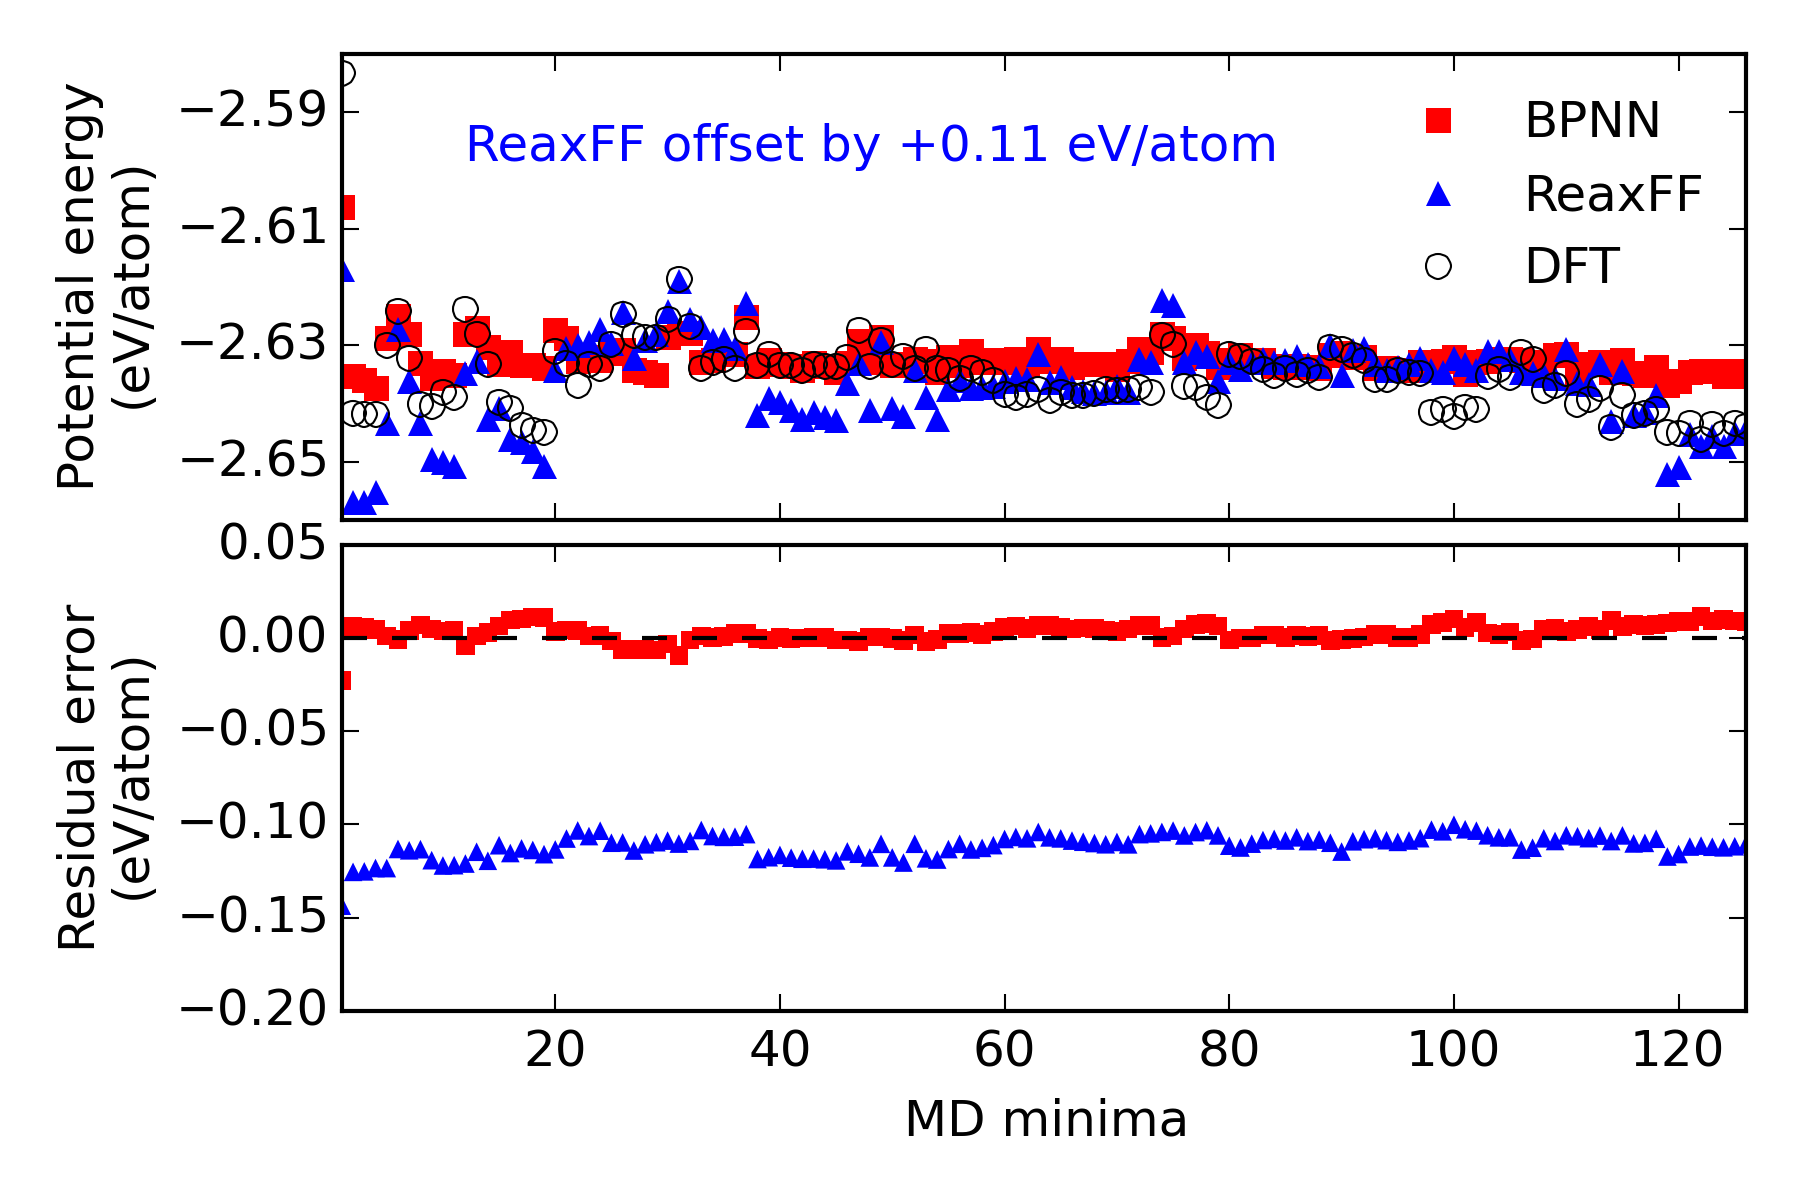 Potential energy
(eV/atom)
−2.59
−2.61
−2.63
−2.65
ReaxFF offset by +0.11 eV/atom
BPNN
ReaxFF
DFT
Residual error
(eV/atom)
0.05
0.00
−0.05
−0.10
−0.15
−0.20
20 40 60 80 100 120
MD minima